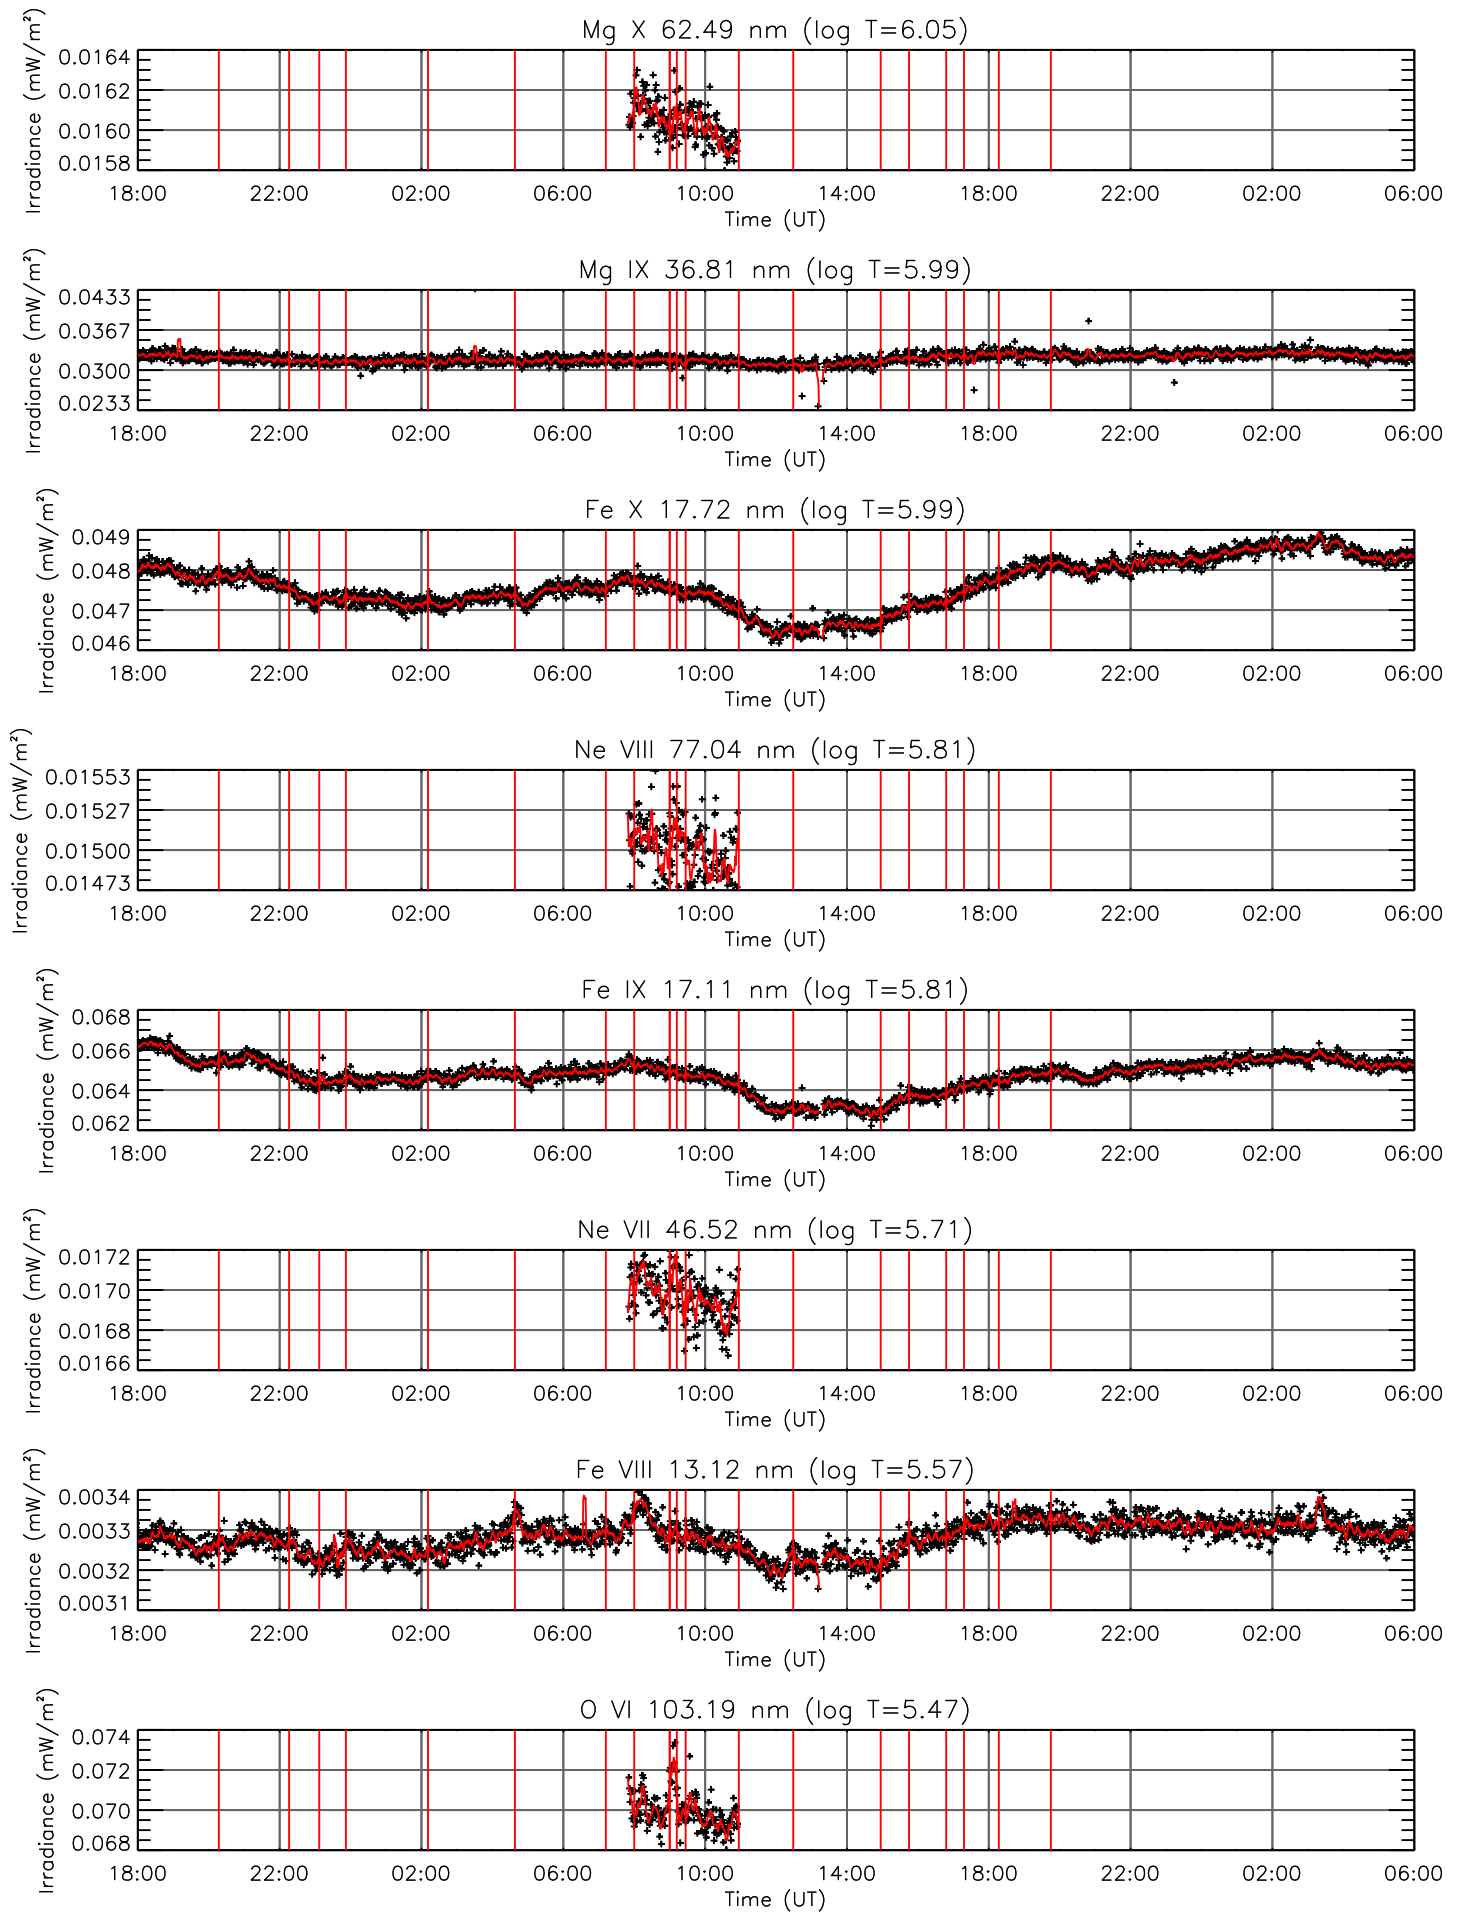 Mg X 62.49 nm (log T=6.05)
Irradiance (mW/m²)
0.0164
0.0162
0.0160
0.0158
18:00 22:00 02:00 06:00 10:00 14:00 18:00 22:00 02:00 06:00
Time (UT)
Mg IX 36.81 nm (log T=5.99)
Irradiance (mW/m²)
0.0433
0.0367
0.0300
0.0233
18:00 22:00 02:00 06:00 10:00 14:00 18:00 22:00 02:00 06:00
Time (UT)
Fe X 17.72 nm (log T=5.99)
Irradiance (mW/m²)
0.049
0.048
0.047
0.046
18:00 22:00 02:00 06:00 10:00 14:00 18:00 22:00 02:00 06:00
Time (UT)
Ne VIII 77.04 nm (log T=5.81)
Irradiance (mW/m²)
0.01553
0.01527
0.01500
0.01473
18:00 22:00 02:00 06:00 10:00 14:00 18:00 22:00 02:00 06:00
Time (UT)
Fe IX 17.11 nm (log T=5.81)
Irradiance (mW/m²)
0.068
0.066
0.064
0.062
18:00 22:00 02:00 06:00 10:00 14:00 18:00 22:00 02:00 06:00
Time (UT)
Ne VII 46.52 nm (log T=5.71)
Irradiance (mW/m²)
0.0172
0.0170
0.0168
0.0166
18:00 22:00 02:00 06:00 10:00 14:00 18:00 22:00 02:00 06:00
Time (UT)
Fe VIII 13.12 nm (log T=5.57)
Irradiance (mW/m²)
0.0034
0.0033
0.0032
0.0031
18:00 22:00 02:00 06:00 10:00 14:00 18:00 22:00 02:00 06:00
Time (UT)
O VI 103.19 nm (log T=5.47)
Irradiance (mW/m²)
0.074
0.072
0.070
0.068
18:00 22:00 02:00 06:00 10:00 14:00 18:00 22:00 02:00 06:00
Time (UT)